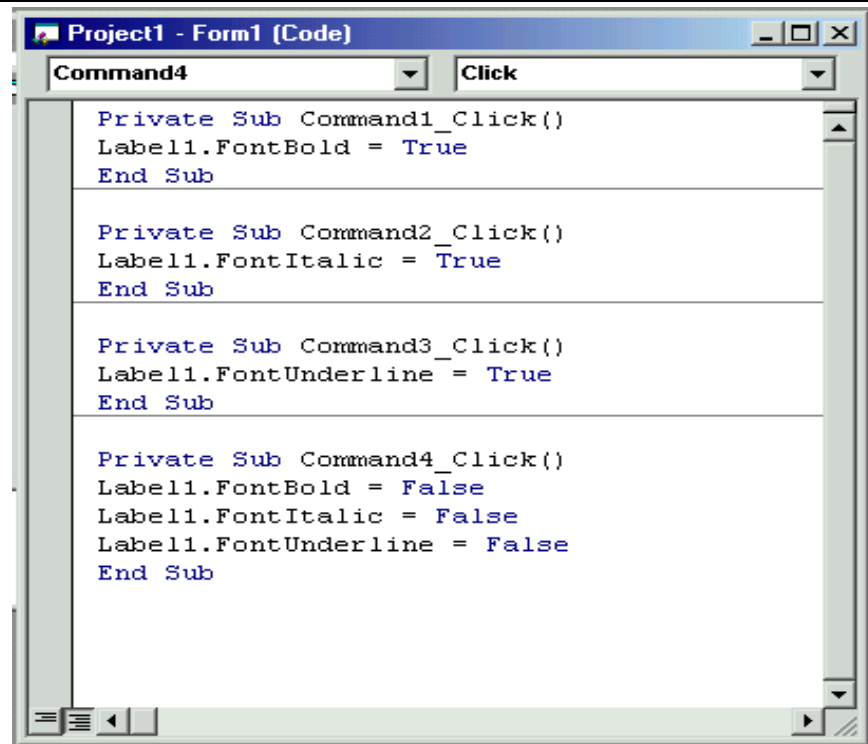 Project1 - Form1 (Code)
Command4 Click
Private Sub Command1_Click()
Label1.FontBold = True
End Sub
Private Sub Command2_Click()
Label1.FontItalic = True
End Sub
Private Sub Command3_Click()
Label1.FontUnderline = True
End Sub
Private Sub Command4_Click()
Label1.FontBold = False
Label1.FontItalic = False
Label1.FontUnderline = False
End Sub